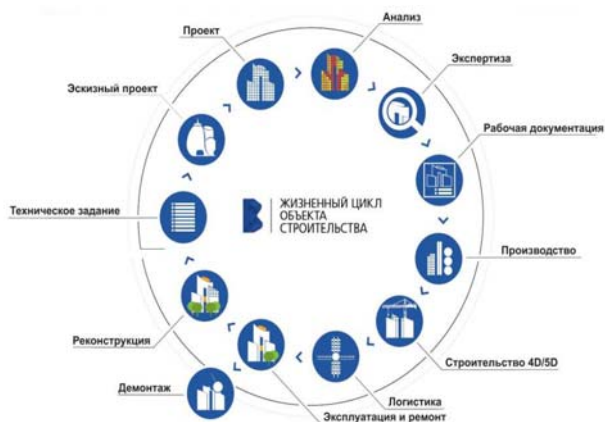 Проект
Анализ
Экспертиза
Эскизный проект
Рабочая документация
Техническое задание
ЖИЗНЕННЫЙ ЦИКЛ
ОБЪЕКТА
СТРОИТЕЛЬСТВА
Производство
Реконструкция
Строительство 4D/5D
Демонтаж
Логистика
Эксплуатация и ремонт